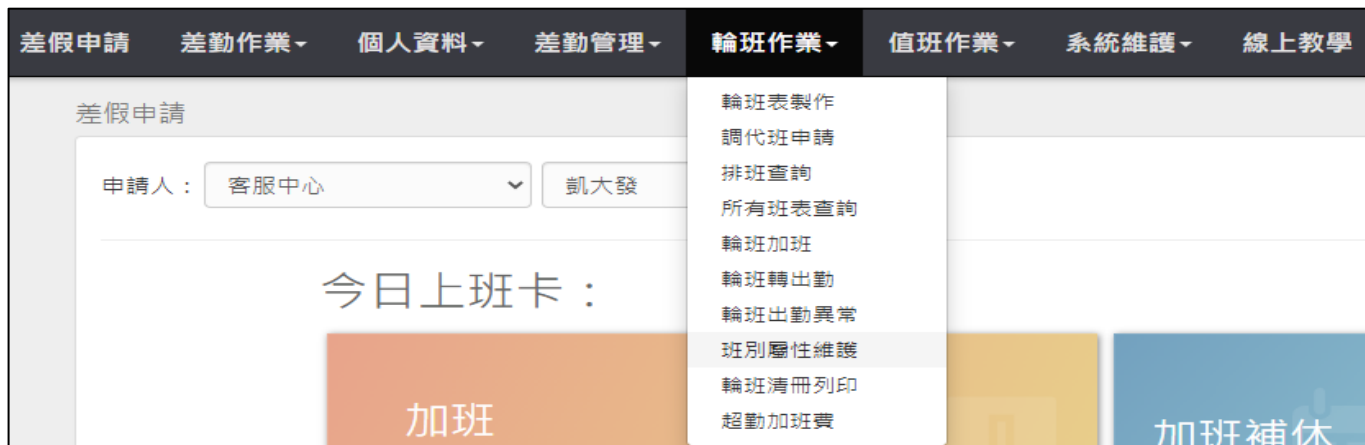 差假申請 差勤作業 個人資料 差勤管理 輪班作業 值班作業 系統維護 線上教學
差假申請
申請人： 客服中心 凱大發
今日上班卡：
加班
加班補休
輪班表製作
調代班申請
排班查詢
所有班表查詢
輪班加班
輪班轉出勤
輪班出勤異常
班別屬性維護
輪班清冊列印
超勤加班費